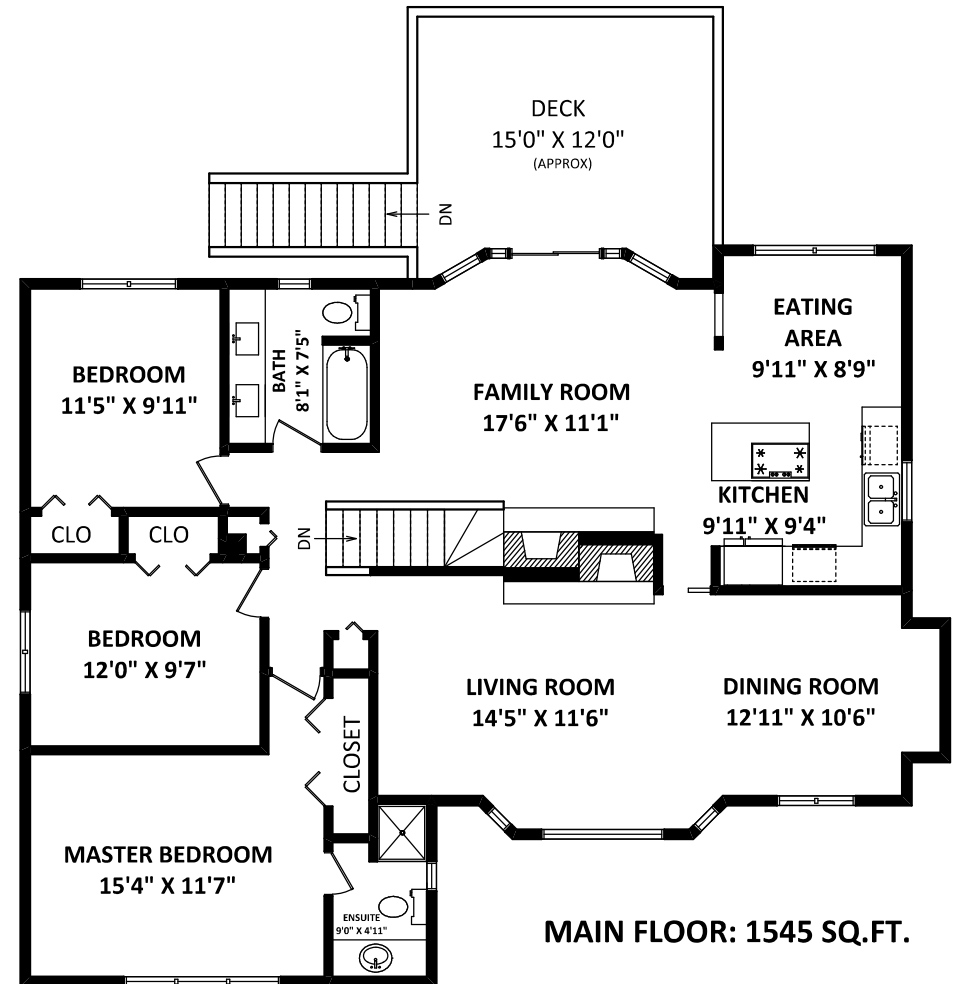 DECK
15'0" X 12'0"
(APPROX)
DN
EATING
AREA
9'11" X 8'9"
BEDROOM
11'5" X 9'11"
BATH
8'1" X 7'5"
FAMILY ROOM
17'6" X 11'1"
KITCHEN
9'11" X 9'4"
CLO
CLO
DN
BEDROOM
12'0" X 9'7"
LIVING ROOM
14'5" X 11'6"
DINING ROOM
12'11" X 10'6"
CLOSET
MASTER BEDROOM
15'4" X 11'7"
ENSUITE
9'0" X 4'11"
MAIN FLOOR: 1545 SQ.FT.